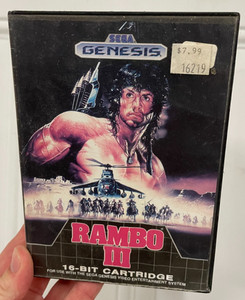 SEGA
GENESIS
$7.99
16219
RAMBO
III
16-BIT CARTRIDGE
FOR USE WITH THE SEGA GENESIS VIDEO ENTERTAINMENT SYSTEM